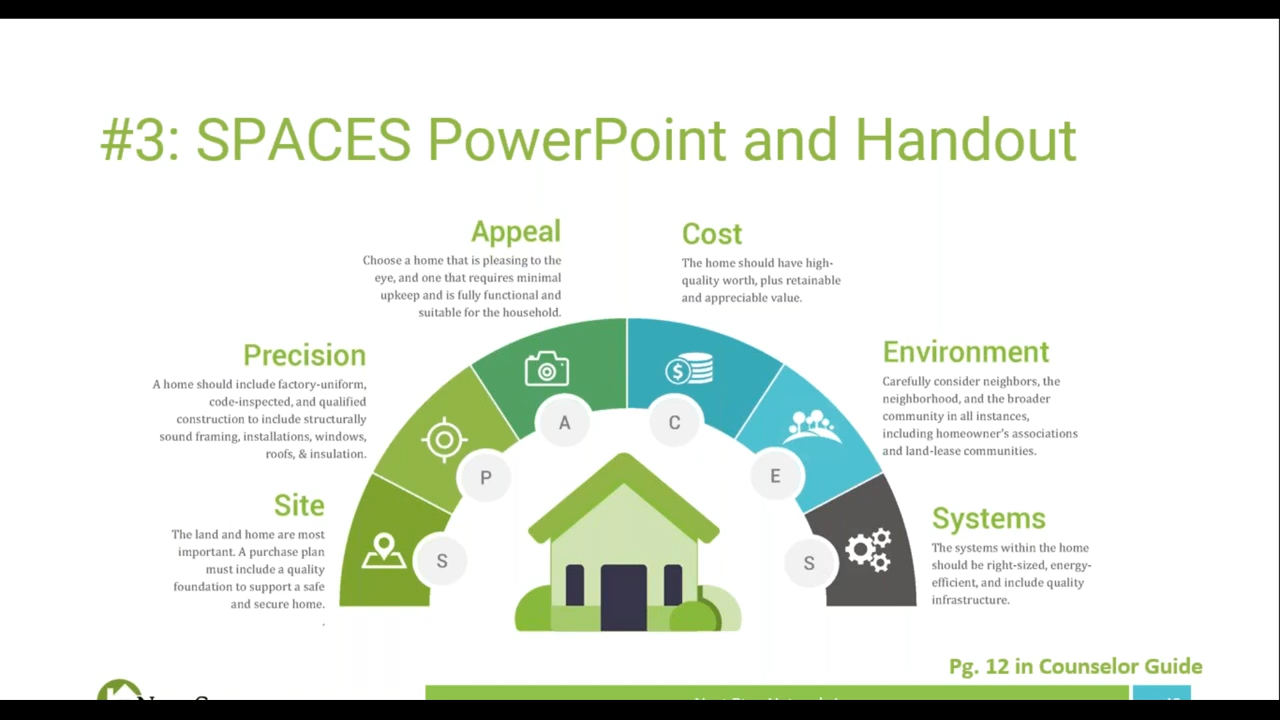 #3: SPACES PowerPoint and Handout
Appeal
Choose a home that is pleasing to the
eye, and one that requires minimal
upkeep and is fully functional and
suitable for the household.
Cost
The home should have high-
quality worth, plus retainable
and appreciable value.
Precision
A home should include factory-uniform,
code-inspected, and qualified
construction to include structurally
sound framing, installations, windows,
roofs, & insulation.
Environment
Carefully consider neighbors, the
neighborhood, and the broader
community in all instances,
including homeowner's associations
and land-lease communities.
Site
The land and home are most
important. A purchase plan
must include a quality
foundation to support a safe
and secure home.
.
Systems
The systems within the home
should be right-sized, energy-
efficient, and include quality
infrastructure.
S
P
A
C
E
S
$
Pg. 12 in Counselor Guide